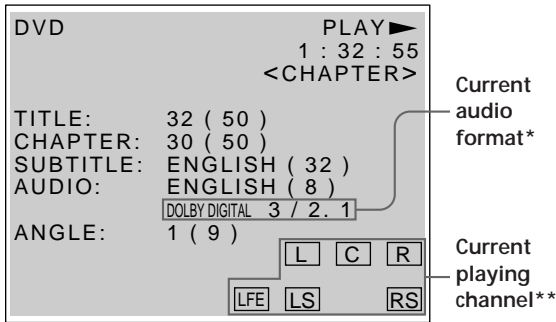 DVD PLAY►
1 : 32 : 55
<CHAPTER>
TITLE: 32 ( 50 )
CHAPTER: 30 ( 50 )
SUBTITLE: ENGLISH ( 32 )
AUDIO: ENGLISH ( 8 )
DOLBY DIGITAL 3 / 2. 1
ANGLE: 1 ( 9 )
L C R
LFE LS RS
Current
audio
format*
Current
playing
channel**